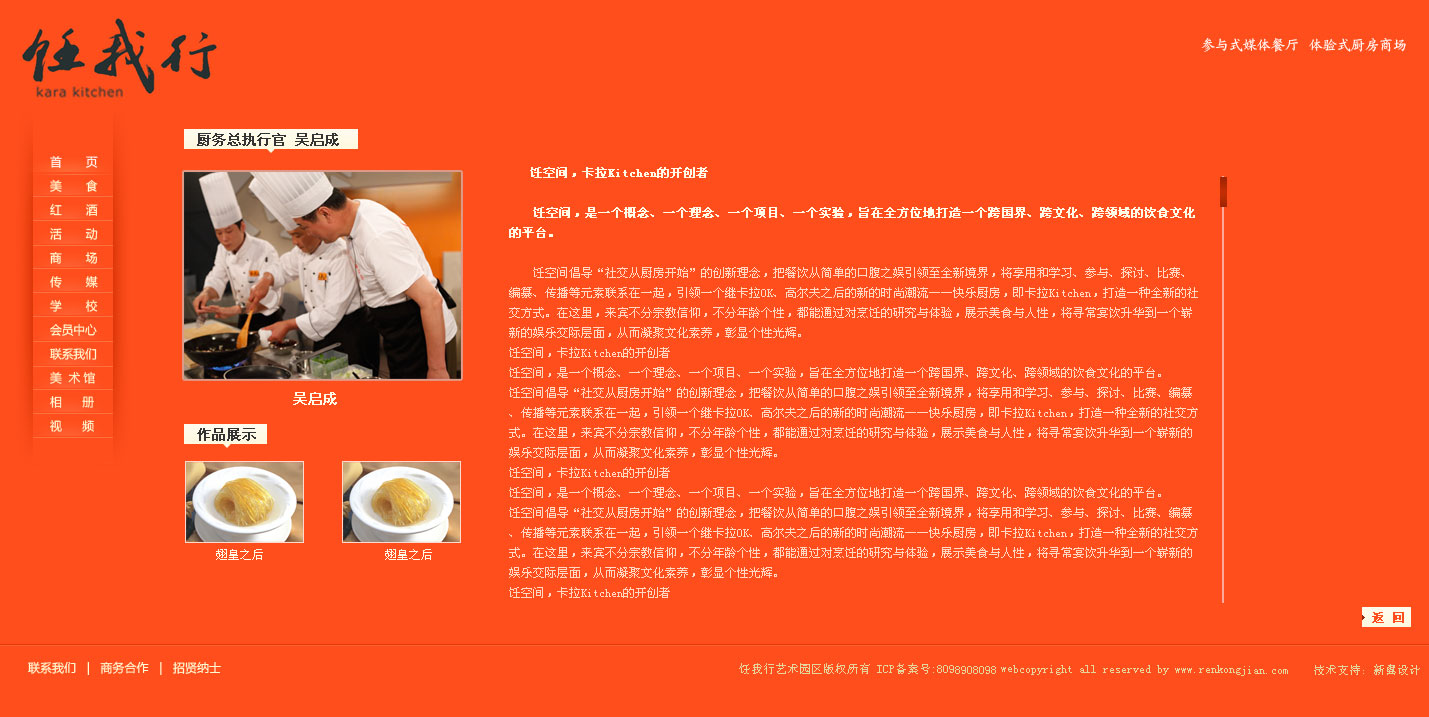 饪我行
kara kitchen
参与式媒体餐厅 体验式厨房商场
首 页
美 食
红 酒
活 动
商 场
传 媒
学 校
会员中心
联系我们
美 术 馆
相 册
视 频
厨务总执行官 吴启成
吴启成
作品展示
翅皇之后
翅皇之后
饪空间，卡拉Kitchen的开创者
饪空间，是一个概念、一个理念、一个项目、一个实验，旨在全方位地打造一个跨国界、跨文化、跨领域的饮食文化
的平台。
饪空间倡导“社交从厨房开始”的创新理念，把餐饮从简单的口腹之娱引领至全新境界，将享用和学习、参与、探讨、比赛、
编纂、传播等元素联系在一起，引领一个继卡拉OK、高尔夫之后的新的时尚潮流——快乐厨房，即卡拉Kitchen，打造一种全新的社
交方式。在这里，来宾不分宗教信仰，不分年龄个性，都能通过对烹饪的研究与体验，展示美食与人性，将寻常宴饮升华到一个崭
新的娱乐交际层面，从而凝聚文化素养，彰显个性光辉。
饪空间，卡拉Kitchen的开创者
饪空间，是一个概念、一个理念、一个项目、一个实验，旨在全方位地打造一个跨国界、跨文化、跨领域的饮食文化的平台。
饪空间倡导“社交从厨房开始”的创新理念，把餐饮从简单的口腹之娱引领至全新境界，将享用和学习、参与、探讨、比赛、编纂
、传播等元素联系在一起，引领一个继卡拉OK、高尔夫之后的新的时尚潮流——快乐厨房，即卡拉Kitchen，打造一种全新的社交方
式。在这里，来宾不分宗教信仰，不分年龄个性，都能通过对烹饪的研究与体验，展示美食与人性，将寻常宴饮升华到一个崭新的
娱乐交际层面，从而凝聚文化素养，彰显个性光辉。
饪空间，卡拉Kitchen的开创者
饪空间，是一个概念、一个理念、一个项目、一个实验，旨在全方位地打造一个跨国界、跨文化、跨领域的饮食文化的平台。
饪空间倡导“社交从厨房开始”的创新理念，把餐饮从简单的口腹之娱引领至全新境界，将享用和学习、参与、探讨、比赛、编纂
、传播等元素联系在一起，引领一个继卡拉OK、高尔夫之后的新的时尚潮流——快乐厨房，即卡拉Kitchen，打造一种全新的社交方
式。在这里，来宾不分宗教信仰，不分年龄个性，都能通过对烹饪的研究与体验，展示美食与人性，将寻常宴饮升华到一个崭新的
娱乐交际层面，从而凝聚文化素养，彰显个性光辉。
饪空间，卡拉Kitchen的开创者
返 回
联系我们 | 商务合作 | 招贤纳士
饪我行艺术园区版权所有 ICP备案号:8098908098 webcopyright all reserved by www.renkongjian.com 技术支持: 新鼂设计